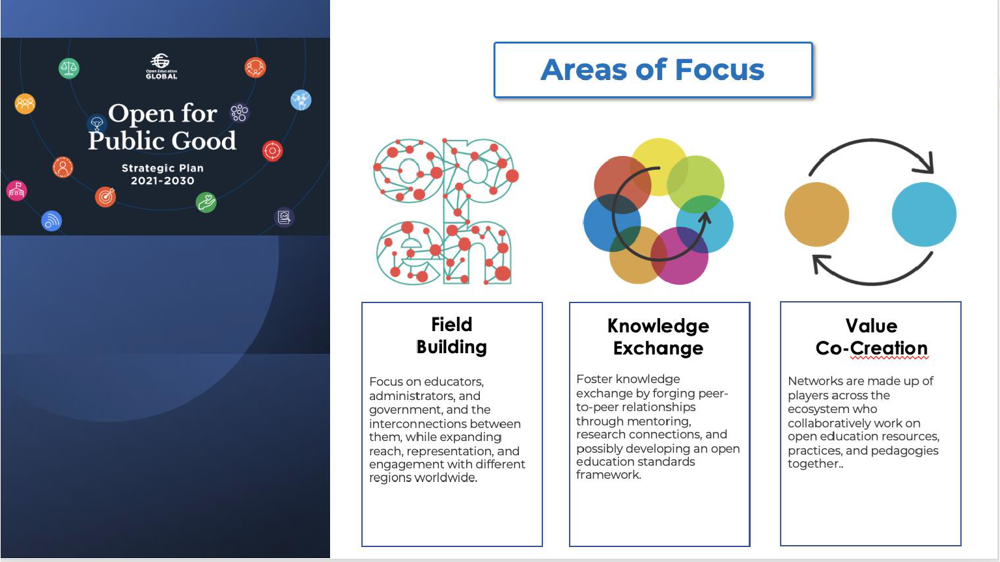 Open Education
GLOBAL
Open for
Public Good
Strategic Plan
2021-2030
Areas of Focus
open
Field
Building
Focus on educators,
administrators, and
government, and the
interconnections between
them, while expanding
reach, representation, and
engagement with different
regions worldwide.
Knowledge
Exchange
Foster knowledge
exchange by forging peer-
to-peer relationships
through mentoring,
research connections, and
possibly developing an open
education standards
framework.
Value
Co-Creation
Networks are made up of
players across the
ecosystem who
collaboratively work on
open education resources,
practices, and pedagogies
together..